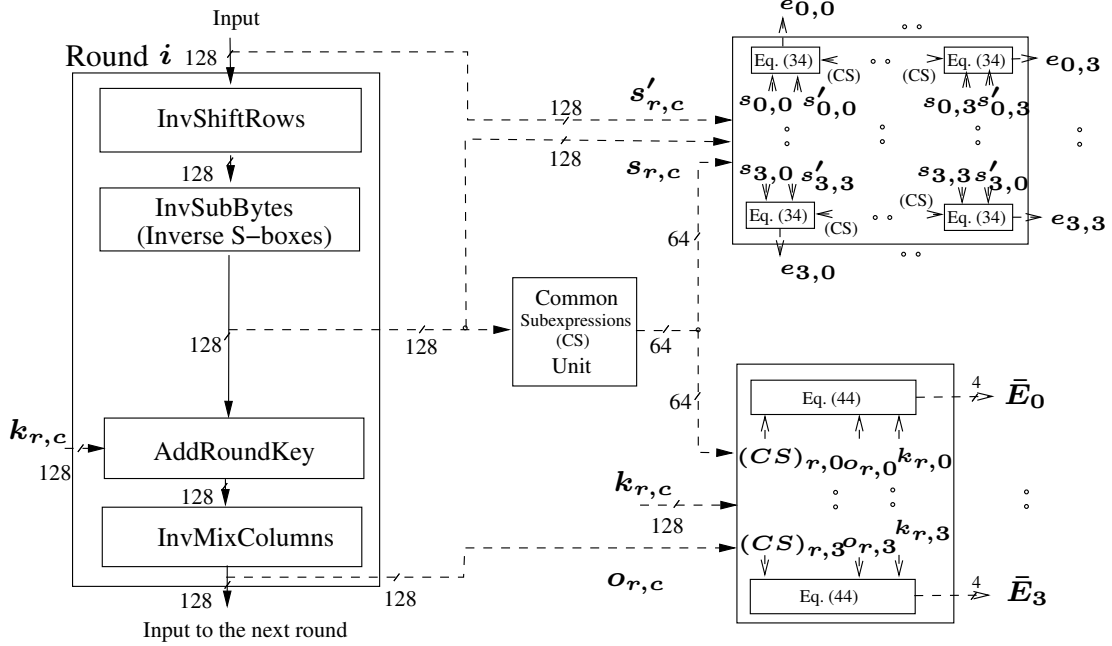 Input
Round i
128
InvShiftRows
128
InvSubBytes
(Inverse S−boxes)
128
128
k_{r,c}
128
AddRoundKey
128
InvMixColumns
128
128
Input to the next round
Common
Subexpressions
(CS)
Unit
64
64
64
128
s'_{r,c}
128
s_{r,c}
e_{0,0}
Eq. (34)
(CS)
(CS)
Eq. (34)
e_{0,3}
s_{0,0} s'_{0,0}
s_{0,3} s'_{0,3}
s_{3,0} s'_{3,3}
s_{3,3} s'_{3,0}
Eq. (34)
(CS)
(CS)
Eq. (34)
e_{3,3}
e_{3,0}
Eq. (44)
4
Ē_0
(CS)_{r,0} o_{r,0} k_{r,0}
k_{r,c}
128
(CS)_{r,3} o_{r,3} k_{r,3}
o_{r,c}
Eq. (44)
4
Ē_3